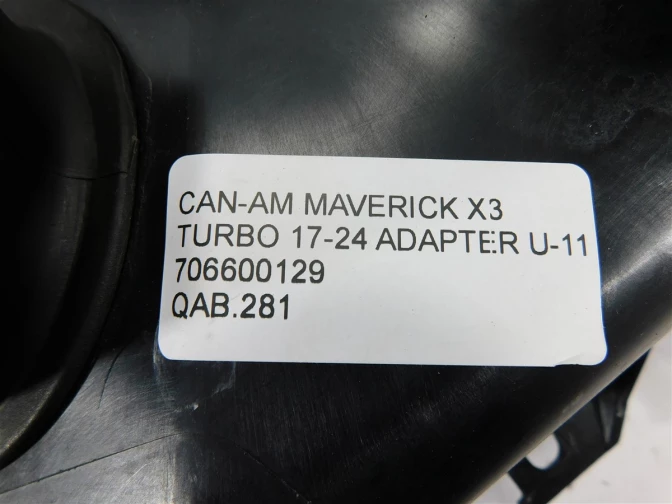 CAN-AM MAVERICK X3
TURBO 17-24 ADAPTER U-11
706600129
QAB.281